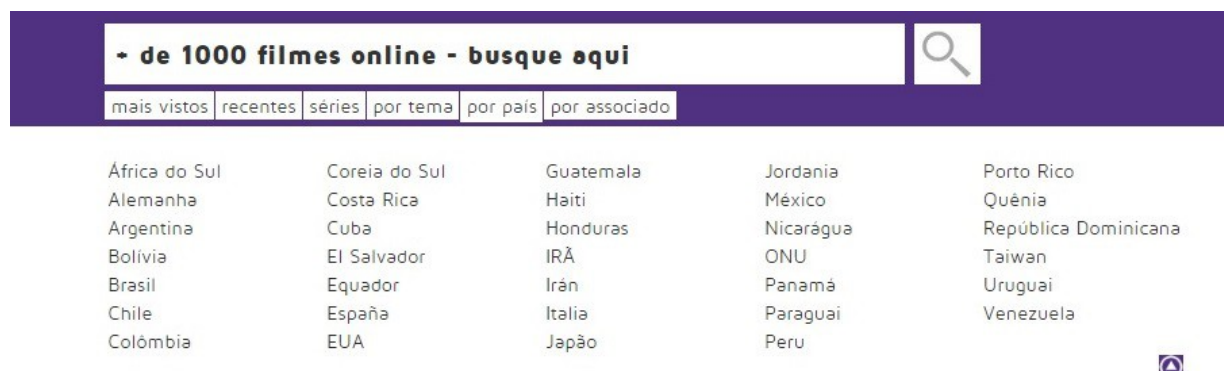 + de 1000 filmes online - busque aqui
mais vistos recentes séries por tema por país por associado
África do Sul
Alemanha
Argentina
Bolívia
Brasil
Chile
Colômbia
Coreia do Sul
Costa Rica
Cuba
El Salvador
Equador
España
EUA
Guatemala
Haiti
Honduras
IRÃ
Irán
Italia
Japão
Jordania
México
Nicarágua
ONU
Panamá
Paraguai
Peru
Porto Rico
Quênia
República Dominicana
Taiwan
Uruguai
Venezuela